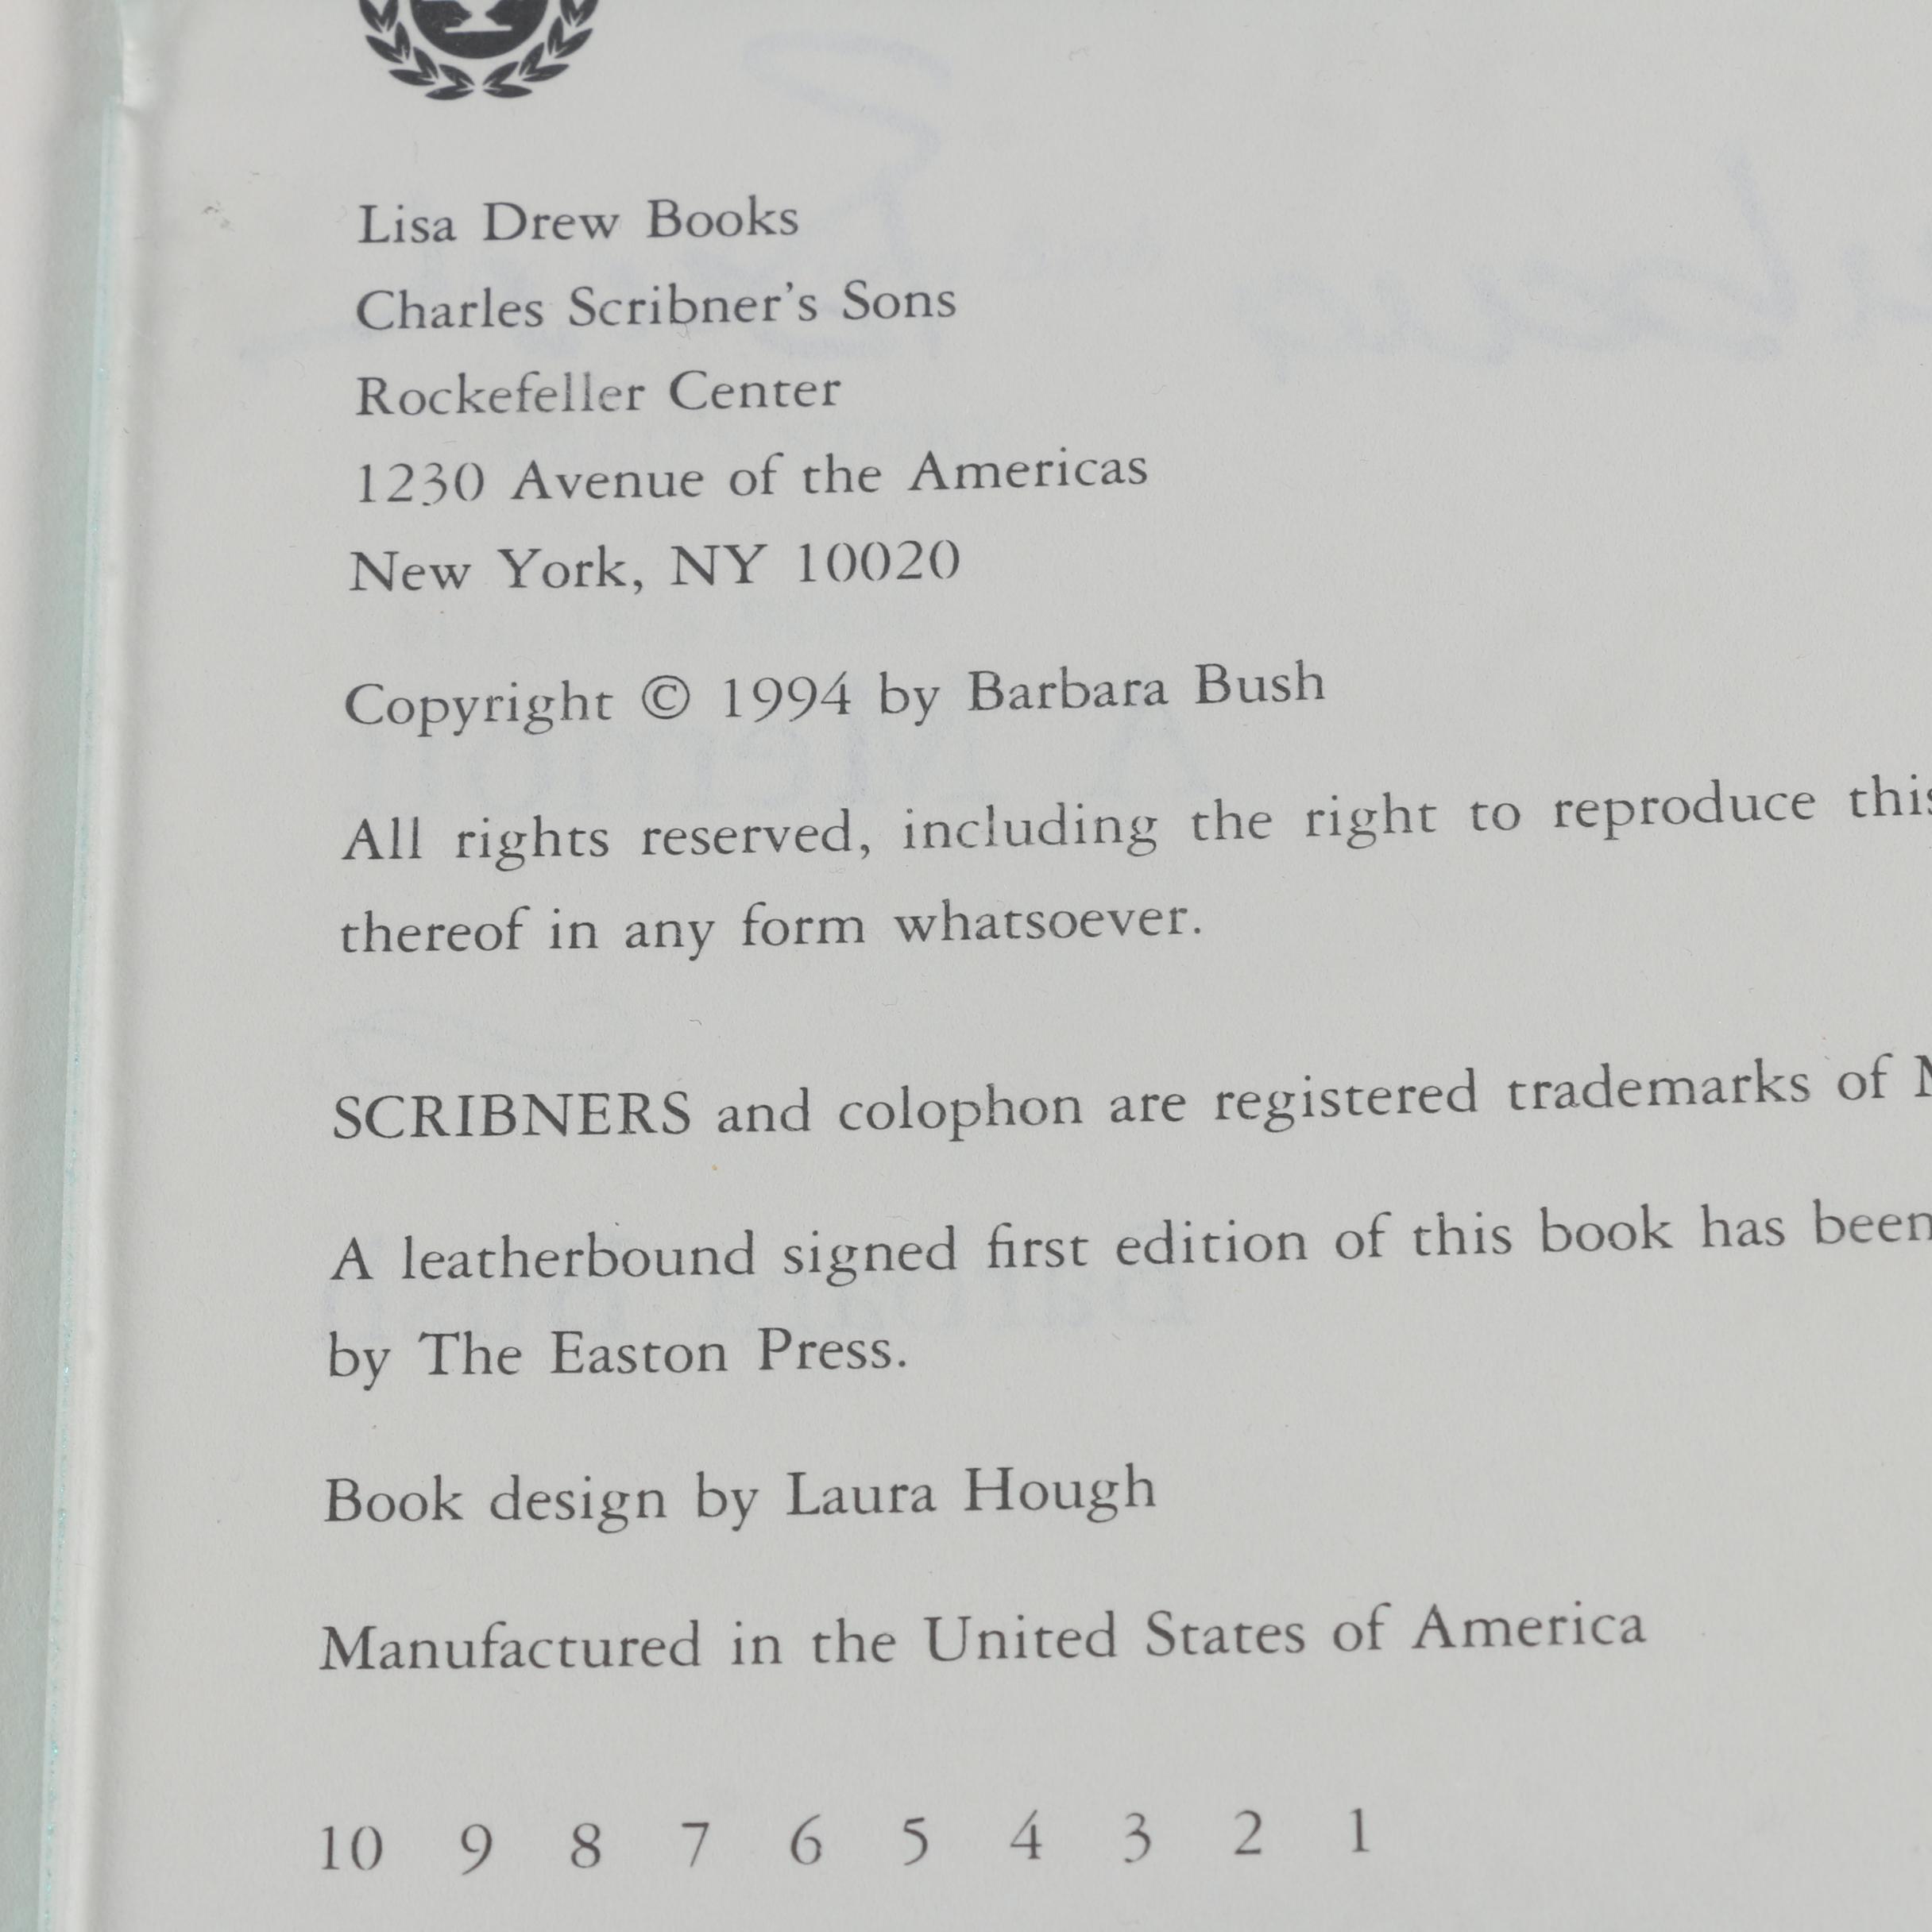 Lisa Drew Books
Charles Scribner's Sons
Rockefeller Center
1230 Avenue of the Americas
New York, NY 10020
Copyright © 1994 by Barbara Bush
All rights reserved, including the right to reproduce this
thereof in any form whatsoever.
SCRIBNERS and colophon are registered trademarks of
A leatherbound signed first edition of this book has been
by The Easton Press.
Book design by Laura Hough
Manufactured in the United States of America
10 9 8 7 6 5 4 3 2 1